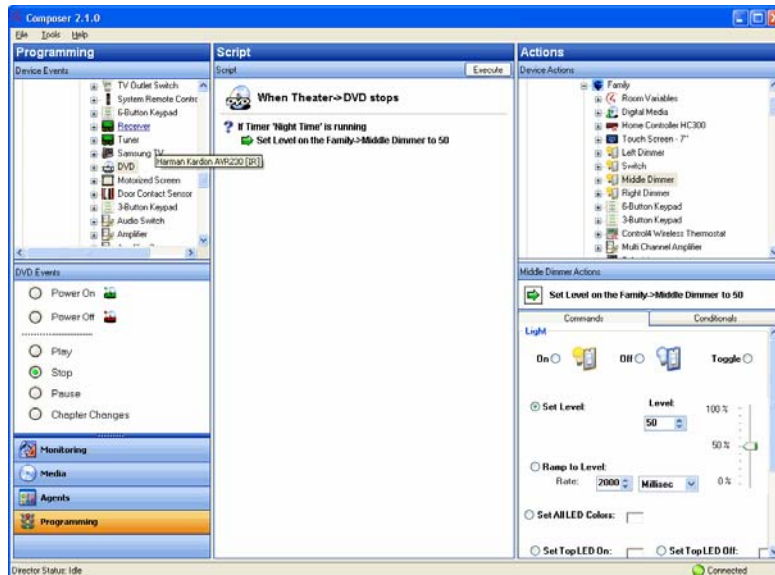 Composer 2.1.0
File Tools Help
Programming
Device Events
TV Outlet Switch
System Remote Contro
6-Button Keypad
Receiver
Tuner
Samsung TV
Harman Kardon AVR230 [IR]
DVD
Motorized Screen
Door Contact Sensor
3-Button Keypad
Audio Switch
Amplifier
DVD Events
Power On
Power Off
Play
Stop
Pause
Chapter Changes
Monitoring
Media
Agents
Programming
Director Status: Idle
Script
Script Execute
When Theater->DVD stops
If Timer 'Night Time' is running
Set Level on the Family->Middle Dimmer to 50
Actions
Device Actions
Family
Room Variables
Digital Media
Home Controller HC300
Touch Screen - 7"
Left Dimmer
Switch
Middle Dimmer
Right Dimmer
6-Button Keypad
3-Button Keypad
Control4 Wireless Thermostat
Multi Channel Amplifier
Middle Dimmer Actions
Set Level on the Family->Middle Dimmer to 50
Commands Conditionals
Light
On Off Toggle
Set Level: Level: 100 %
50
50 %
Ramp to Level:
Rate: 2000 Millisec 0 %
Set All LED Colors:
Set Top LED On: Set Top LED Off:
Connected